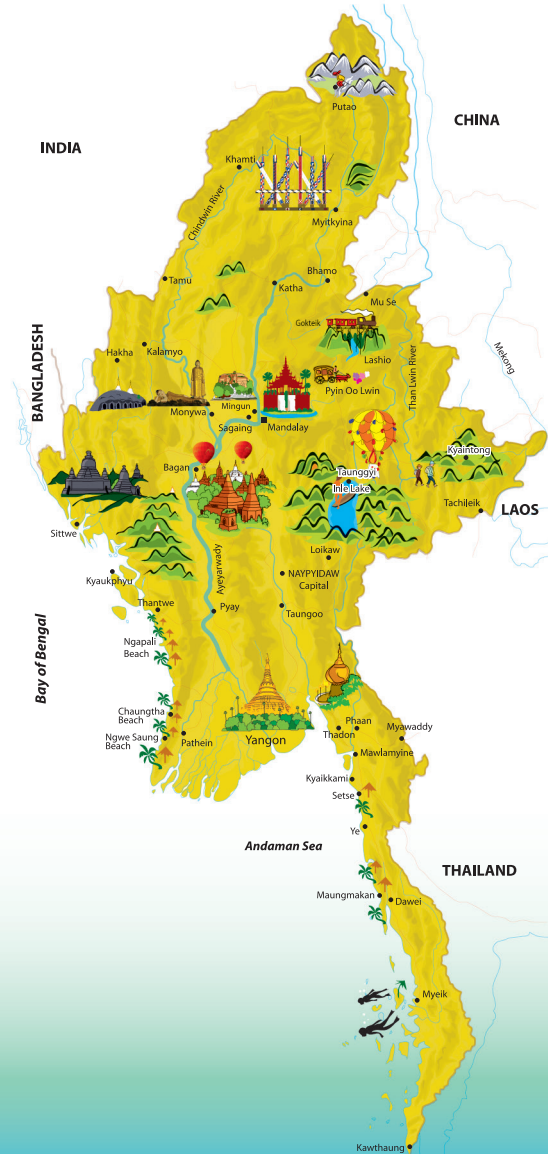 Putao
CHINA
INDIA
Khamti
Chindwin River
Myitkyina
Bhamo
Tamu
Katha
Mu Se
Gokteik
Lashio
Than Lwin River
Mekong
BANGLADESH
Hakha
Kalamyo
Pyin Oo Lwin
Monywa
Mingun
Sagaing
Mandalay
Kyaintong
Bagan
Taunggyi
Inle Lake
Tachileik
LAOS
Sittwe
Loikaw
Kyaukphyu
Ayeyarwady
NAYPYIDAW
Capital
Thantwe
Pyay
Taungoo
Bay of Bengal
Ngapali
Beach
Chaungtha
Beach
Ngwe Saung
Beach
Pathein
Yangon
Phaan
Thadon
Myawaddy
Mawlamyine
Kyaikkami
Setse
Ye
Andaman Sea
THAILAND
Maungmakan
Dawei
Myeik
Kawthaung